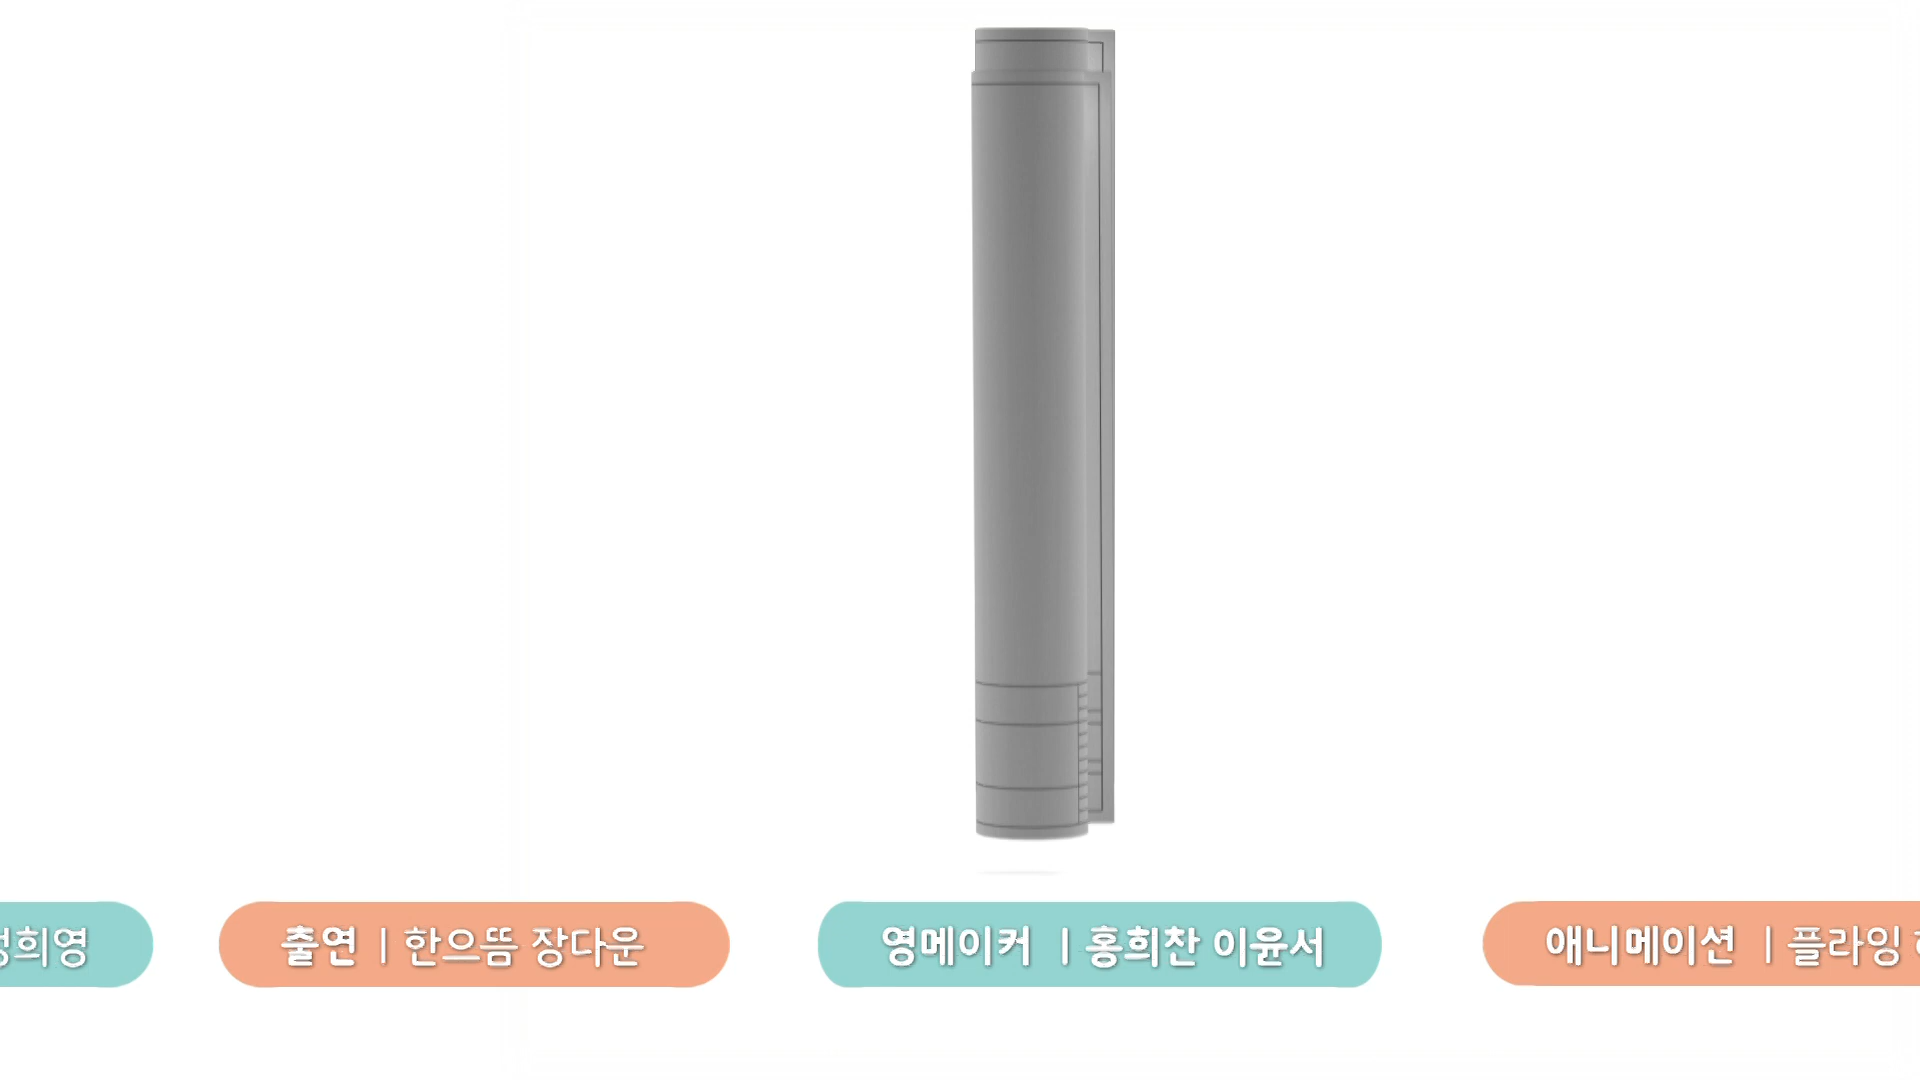 희영
출연 | 한으뜸 장다운
영메이커 | 홍희찬 이윤서
애니메이션 | 플라잉